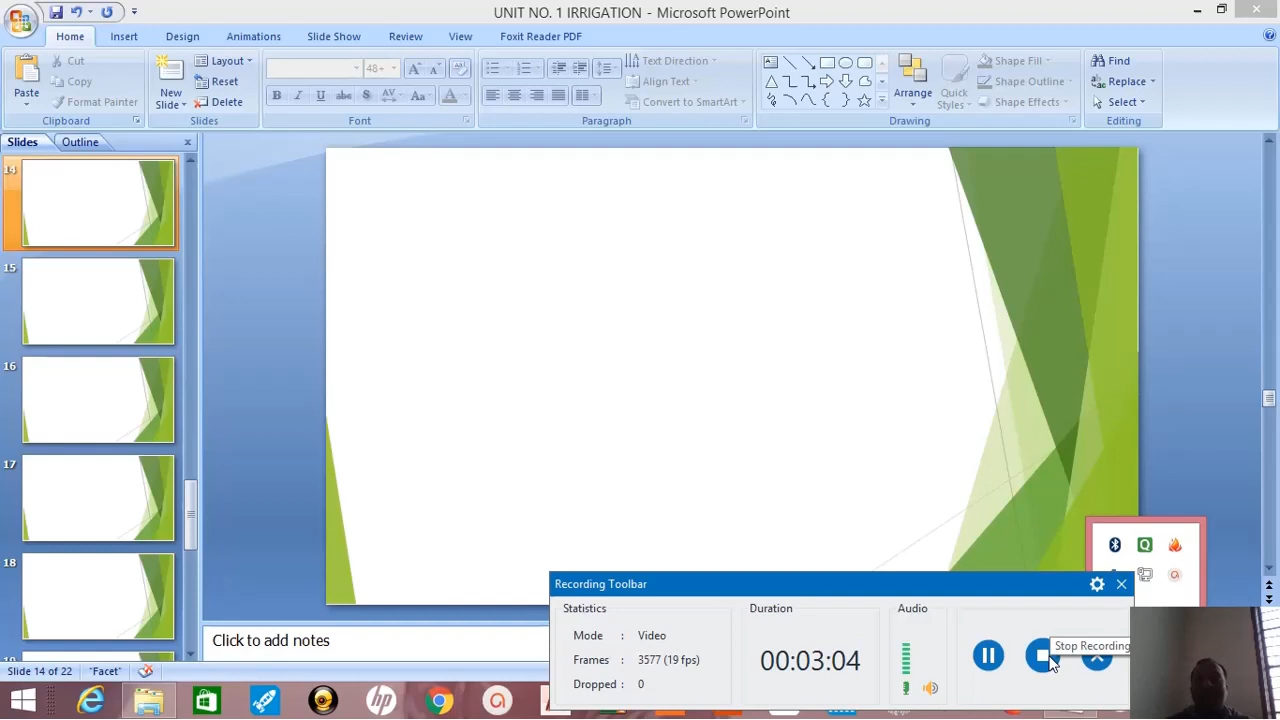 UNIT NO. 1 IRRIGATION - Microsoft PowerPoint
Home Insert Design Animations Slide Show Review View Foxit Reader PDF
Paste
Cut
Copy
Format Painter
Clipboard
New
Slide
Layout
Reset
Delete
Slides
48+
B I U abc S AV Aa A
Font
Text Direction
Align Text
Convert to SmartArt
Paragraph
Arrange
Quick
Styles
Shape Fill
Shape Outline
Shape Effects
Drawing
Find
Replace
Select
Editing
Slides Outline
14
15
16
17
18
Recording Toolbar
Statistics
Mode : Video
Frames : 3577 (19 fps)
Dropped : 0
Duration
00:03:04
Audio
Stop Recording
Click to add notes
Slide 14 of 22 "Facet"